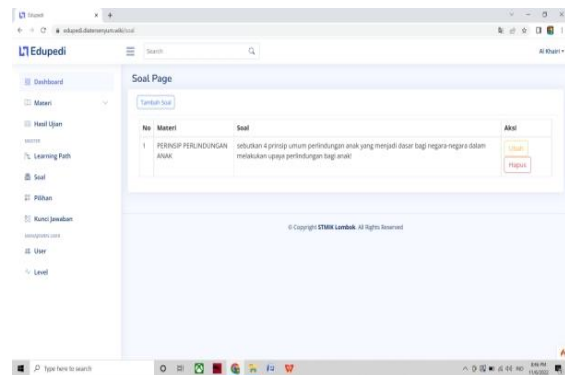 Edupedi
Search
Al Khairi
Dashboard
Materi
Hasil Ujian
Learning Path
Soal
Pilihan
Kunci Jawaban
User
Level
Soal Page
Tambah Soal
No Materi Soal Aksi
1 PERINSIP PERLINDUNGAN ANAK sebutkan 4 prinsip umum perlindungan anak yang menjadi dasar bagi negara-negara dalam
melakukan upaya perlindungan bagi anak!
Ubah
Hapus
© Copyright STMIK Lombok. All Rights Reserved
Type here to search